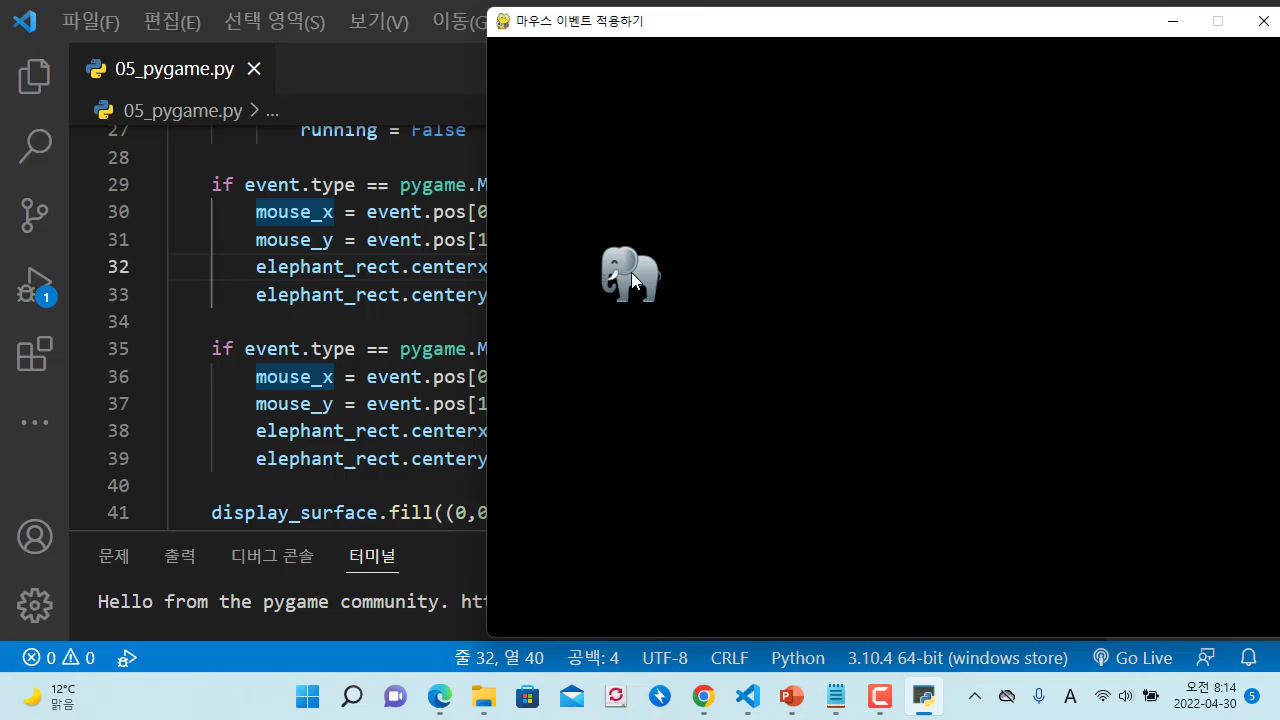 파일(F) 편집(E) 선택 영역(S) 보기(V) 이동(G
마우스 이벤트 적용하기
05_pygame.py
05_pygame.py > ...
27 running = False
28
29 if event.type == pygame.M
30 mouse_x = event.pos[0
31 mouse_y = event.pos[1
32 elephant_rect.centerx
33 elephant_rect.centery
34
35 if event.type == pygame.M
36 mouse_x = event.pos[0
37 mouse_y = event.pos[1
38 elephant_rect.centerx
39 elephant_rect.centery
40
41 display_surface.fill((0,0
1
문제 출력 디버그 콘솔 터미널
Hello from the pygame community. htt
0 0 줄 32, 열 40 공백: 4 UTF-8 CRLF Python 3.10.4 64-bit (windows store) Go Live
12°C
맑음
A
오전 8:14
2022-04-30
5